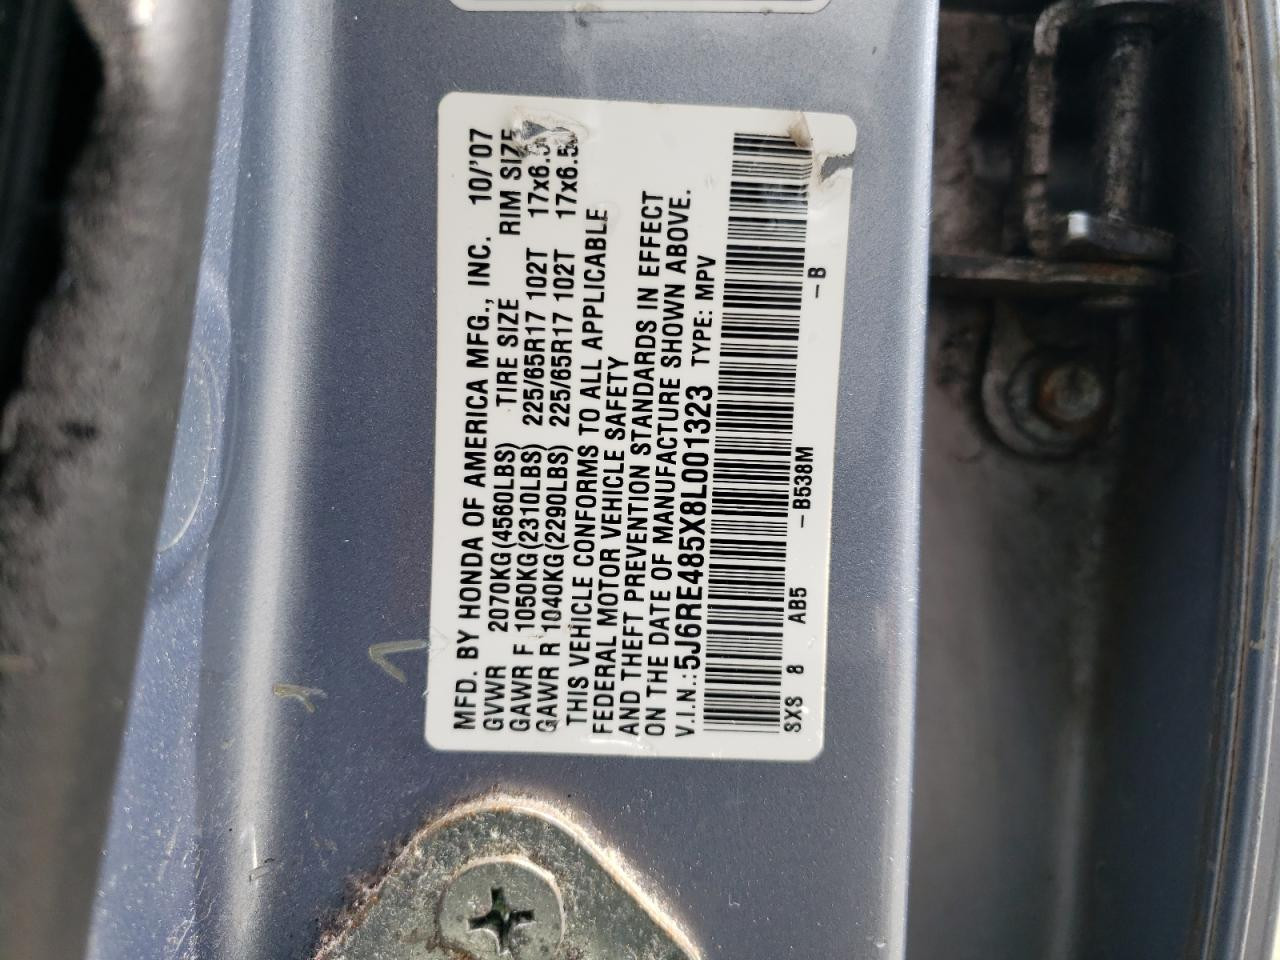 MFD. BY HONDA OF AMERICA MFG., INC. 10/'07
GVWR 2070KG(4560LBS) TIRE SIZE RIM SIZE
GAWR F 1050KG(2310LBS) 225/65R17 102T 17x6.5
GAWR R 1040KG(2290LBS) 225/65R17 102T 17x6.5
THIS VEHICLE CONFORMS TO ALL APPLICABLE
FEDERAL MOTOR VEHICLE SAFETY
AND THEFT PREVENTION STANDARDS IN EFFECT
ON THE DATE OF MANUFACTURE SHOWN ABOVE.
V.I.N.:5J6RE485X8L001323 TYPE: MPV
SXS 8 AB5 -B538M -B